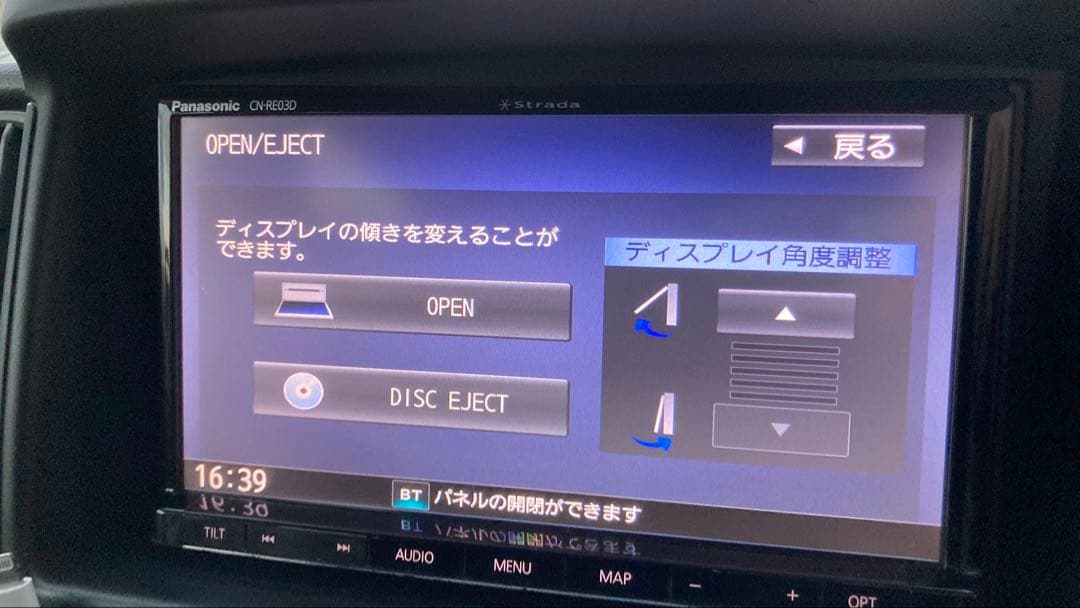 Panasonic CN-RE03D Strada
OPEN/EJECT
◀ 戻る
ディスプレイの傾きを変えることが
できます。
ディスプレイ角度調整
OPEN
▲
DISC EJECT
▼
16:39
BT パネルの開閉ができます
TILT ⏮ ⏭ AUDIO MENU MAP − + OPT